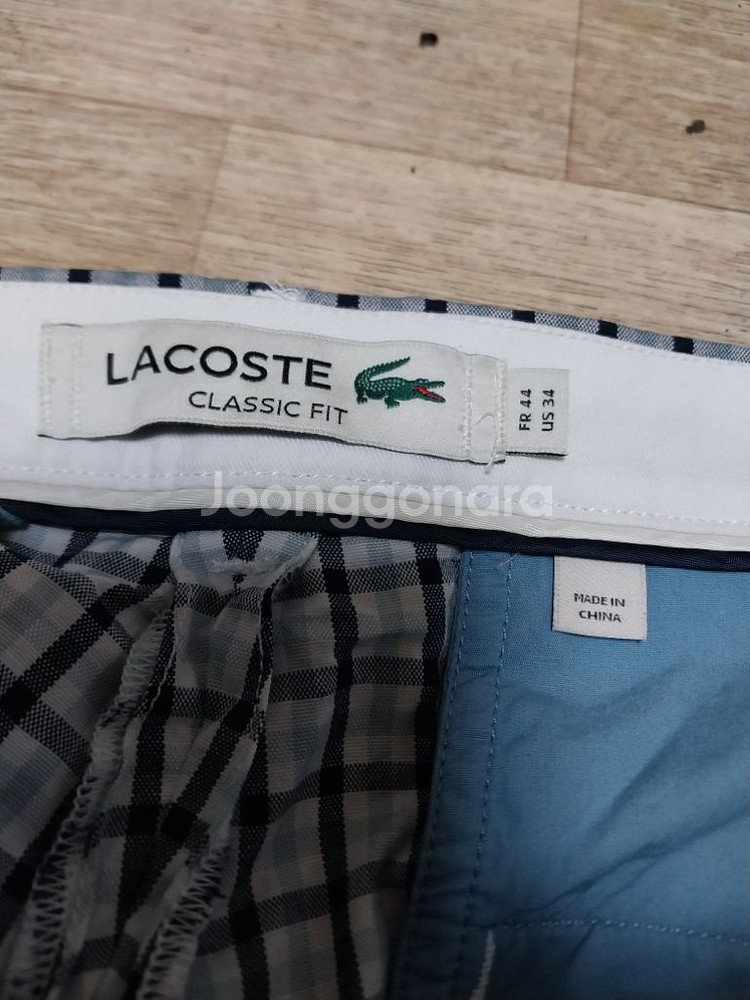 LACOSTE
CLASSIC FIT
FR 44
US 34
Joonggonara
MADE IN
CHINA